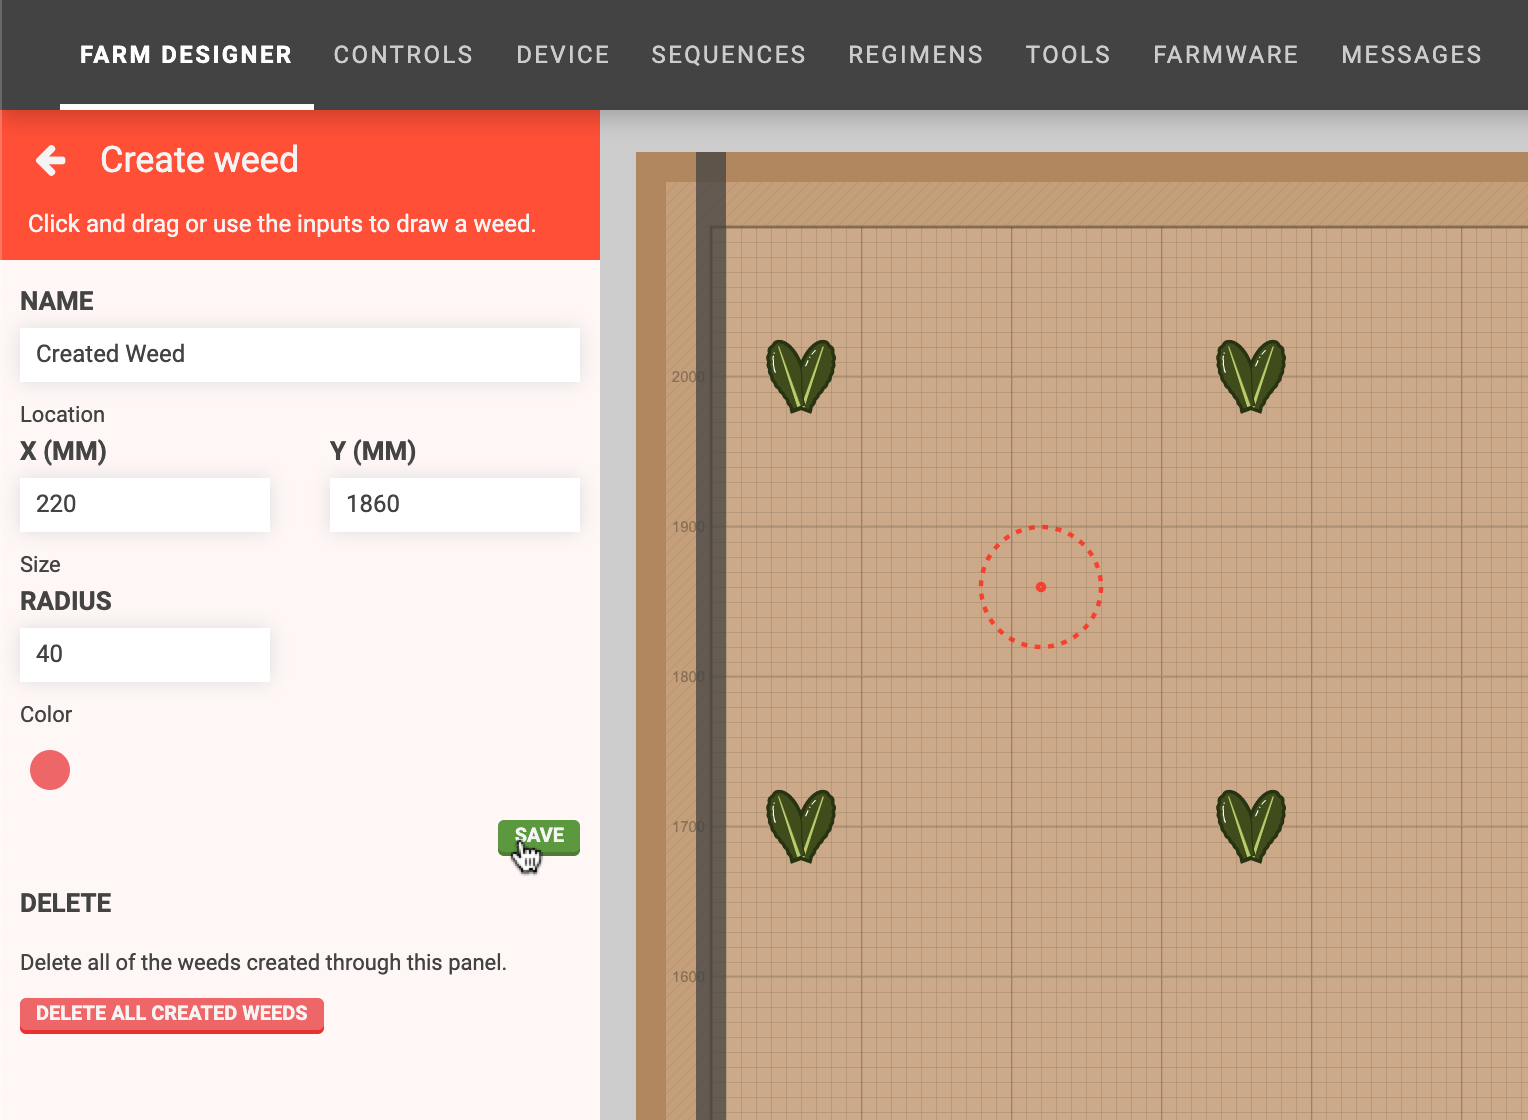 FARM DESIGNER CONTROLS DEVICE SEQUENCES REGIMENS TOOLS FARMWARE MESSAGES
Create weed
Click and drag or use the inputs to draw a weed.
NAME
Created Weed
Location
X (MM) Y (MM)
220 1860
Size
RADIUS
40
Color
SAVE
DELETE
Delete all of the weeds created through this panel.
DELETE ALL CREATED WEEDS
2000
1900
1800
1700
1600